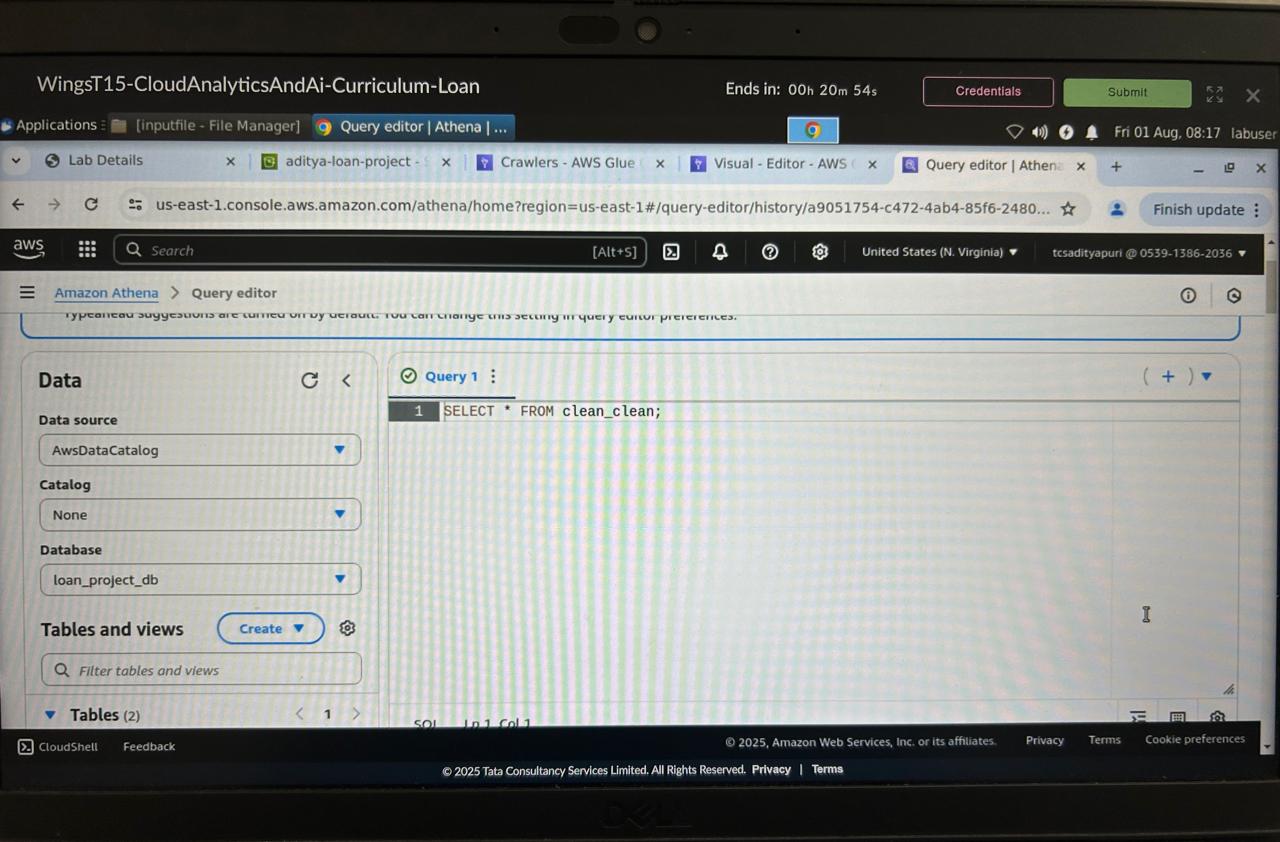 WingsT15-CloudAnalyticsAndAi-Curriculum-Loan
Ends in: 00h 20m 54s
Credentials
Submit
Applications
[inputfile - File Manager]
Query editor | Athena | ...
Fri 01 Aug, 08:17
labuser
Lab Details
aditya-loan-project -
Crawlers - AWS Glue
Visual - Editor - AWS
Query editor | Athena
us-east-1.console.aws.amazon.com/athena/home?region=us-east-1#/query-editor/history/a9051754-c472-4ab4-85f6-2480...
Finish update
aws
Search
[Alt+S]
United States (N. Virginia)
tcsadityapuri @ 0539-1386-2036
Amazon Athena > Query editor
Typeahead suggestions are turned on by default. You can change this setting in query editor preferences.
Data
Data source
AwsDataCatalog
Catalog
None
Database
loan_project_db
Tables and views
Create
Filter tables and views
Tables (2)
< 1 >
Query 1
1 SELECT * FROM clean_clean;
SQL Ln 1, Col 1
CloudShell
Feedback
© 2025, Amazon Web Services, Inc. or its affiliates.
Privacy
Terms
Cookie preferences
© 2025 Tata Consultancy Services Limited. All Rights Reserved. Privacy | Terms
DELL